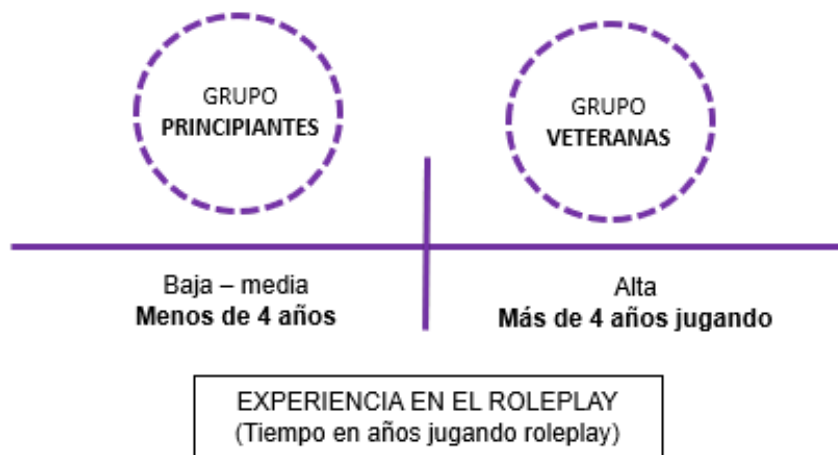 GRUPO
PRINCIPIANTES
GRUPO
VETERANAS
Baja – media
Menos de 4 años
Alta
Más de 4 años jugando
EXPERIENCIA EN EL ROLEPLAY
(Tiempo en años jugando roleplay)